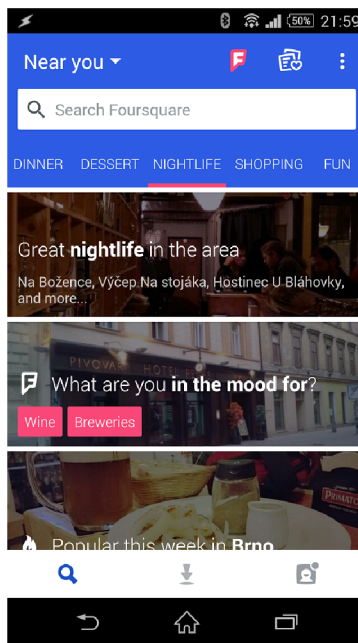 50% 21:59
Near you
Search Foursquare
DINNER DESSERT NIGHTLIFE SHOPPING FUN
Great nightlife in the area
Na Božence, Výčep Na stojáka, Hostinec U Bláhovky,
and more...
PIVOVAR HOTEL
What are you in the mood for?
Wine Breweries
PRIMÁTOR
Popular this week in Brno